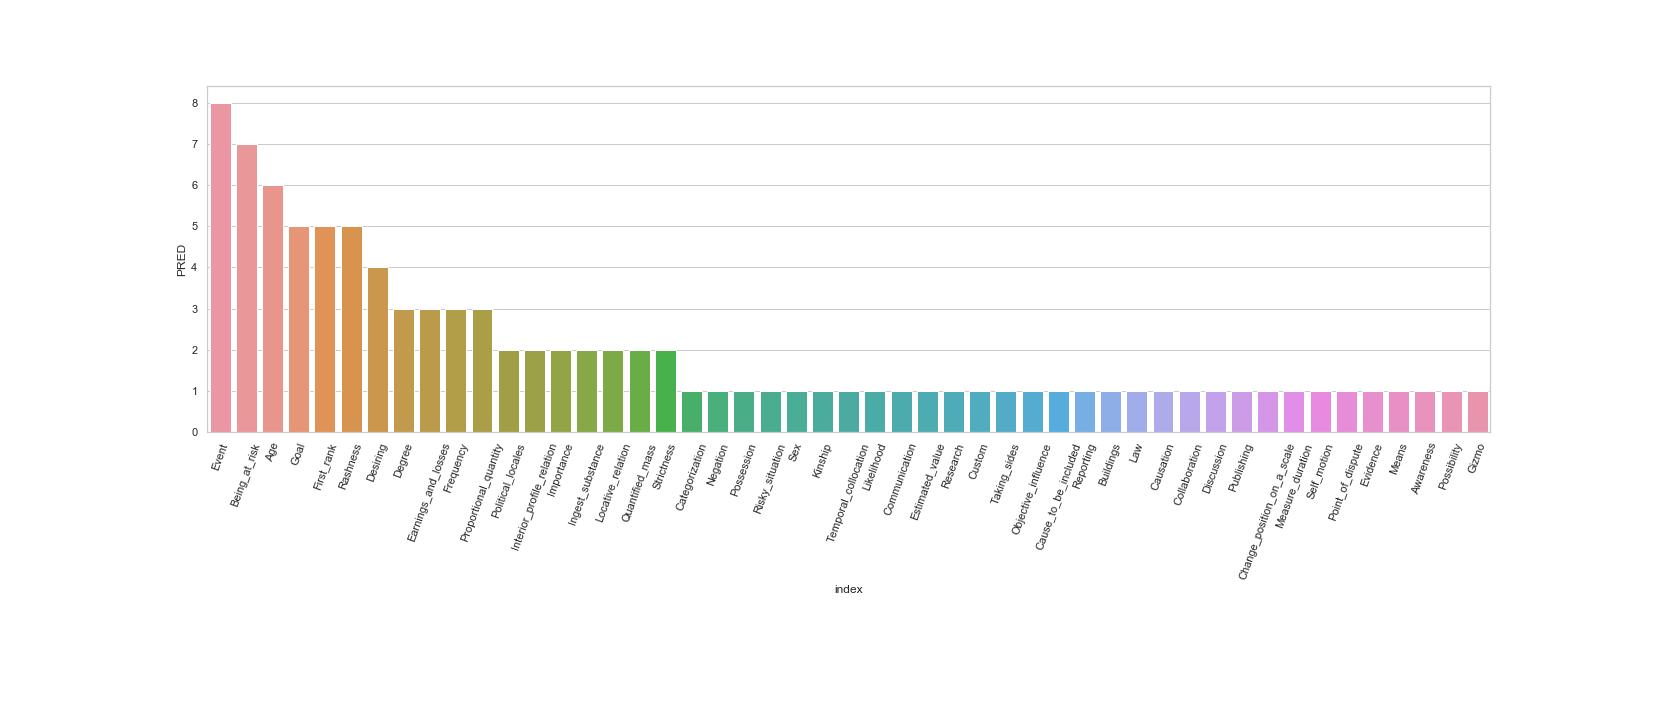 8
7
6
5
4
3
2
1
0
PRED
Event
Being_at_risk
Age
Goal
First_rank
Rashness
Desiring
Degree
Earnings_and_losses
Frequency
Proportional_quantity
Political_locales
Interior_profile_relation
Importance
Ingest_substance
Locative_relation
Quantified_mass
Strictness
Categorization
Negation
Possession
Risky_situation
Sex
Kinship
Temporal_collocation
Likelihood
Communication
Estimated_value
Research
Custom
Taking_sides
Objective_influence
Cause_to_be_included
Reporting
Buildings
Law
Causation
Collaboration
Discussion
Publishing
Change_position_on_a_scale
Measure_duration
Self_motion
Point_of_dispute
Evidence
Means
Awareness
Possibility
Gizmo
index